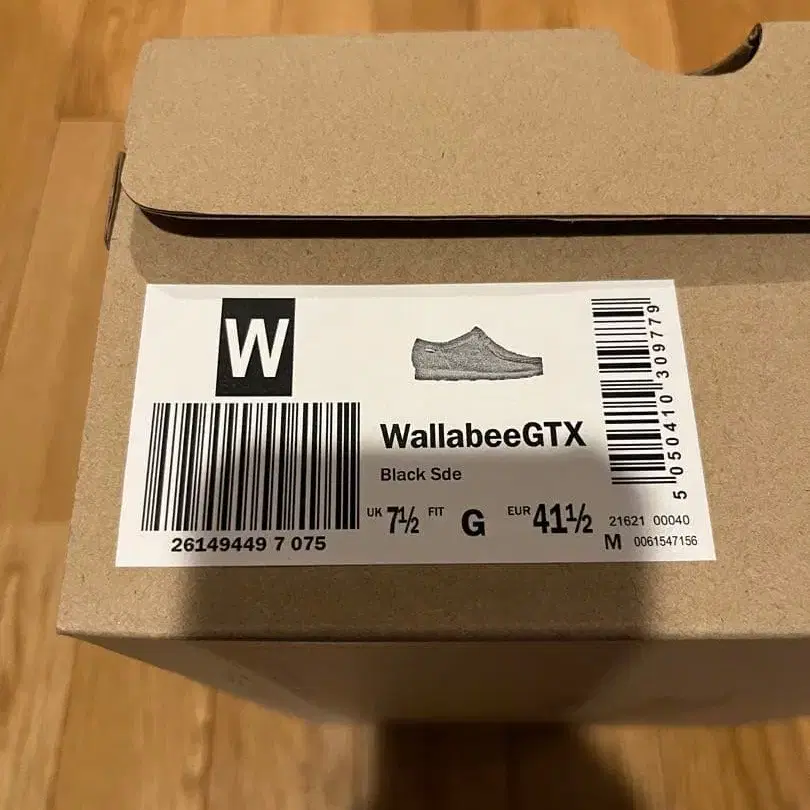 W
26149449 7 075
WallabeeGTX
Black Sde
UK 7½ FIT G EUR 41½
5 050410 309779
21621 00040
M 0061547156